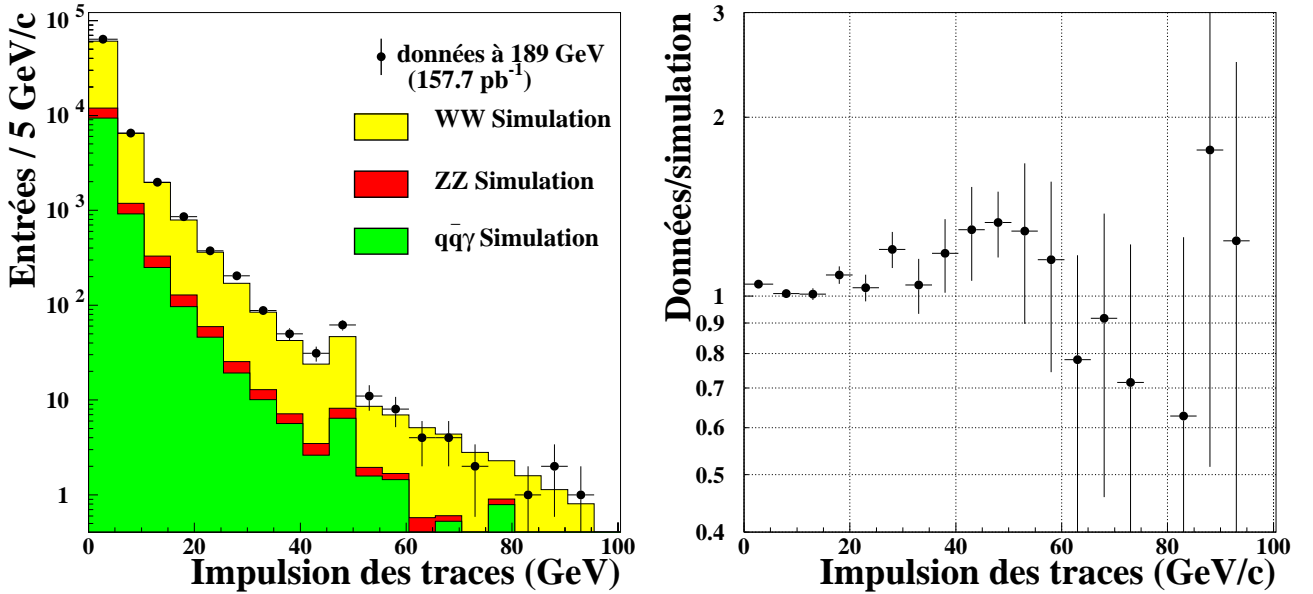 Entrées / 5 GeV/c
10^5
10^4
10^3
10^2
10
1
données à 189 GeV
(157.7 pb^-1)
WW Simulation
ZZ Simulation
qq̄γ Simulation
0 20 40 60 80 100
Impulsion des traces (GeV)
Données/simulation
3
2
1
0.9
0.8
0.7
0.6
0.5
0.4
0 20 40 60 80 100
Impulsion des traces (GeV/c)